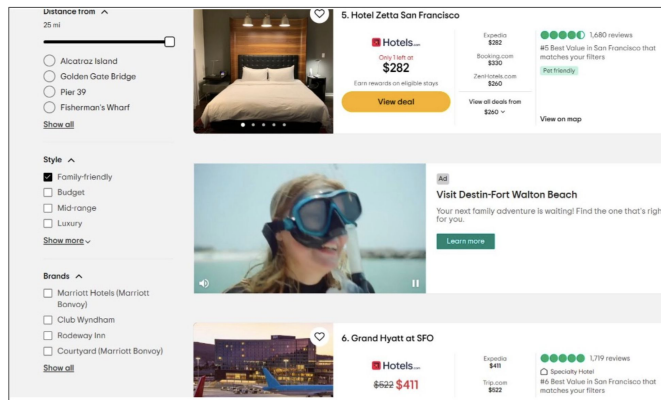 Distance from
25 mi
Alcatraz Island
Golden Gate Bridge
Pier 39
Fisherman's Wharf
Show all
Style
Family-friendly
Budget
Mid-range
Luxury
Show more
Brands
Marriott Hotels (Marriott
Bonvoy)
Club Wyndham
Rodeway Inn
Courtyard (Marriott Bonvoy)
Show all
5. Hotel Zetta San Francisco
Hotels.com
Only 1 left at
$282
Earn rewards on eligible stays
View deal
Expedia
$282
Booking.com
$330
ZenHotels.com
$260
View all deals from
$260
1,680 reviews
#5 Best Value in San Francisco that
matches your filters
Pet friendly
View on map
Ad
Visit Destin-Fort Walton Beach
Your next family adventure is waiting! Find the one that's righ
for you.
Learn more
6. Grand Hyatt at SFO
Hotels.com
$522 $411
Expedia
$411
Trip.com
$522
1,719 reviews
Specialty Hotel
#6 Best Value in San Francisco that
matches your filters